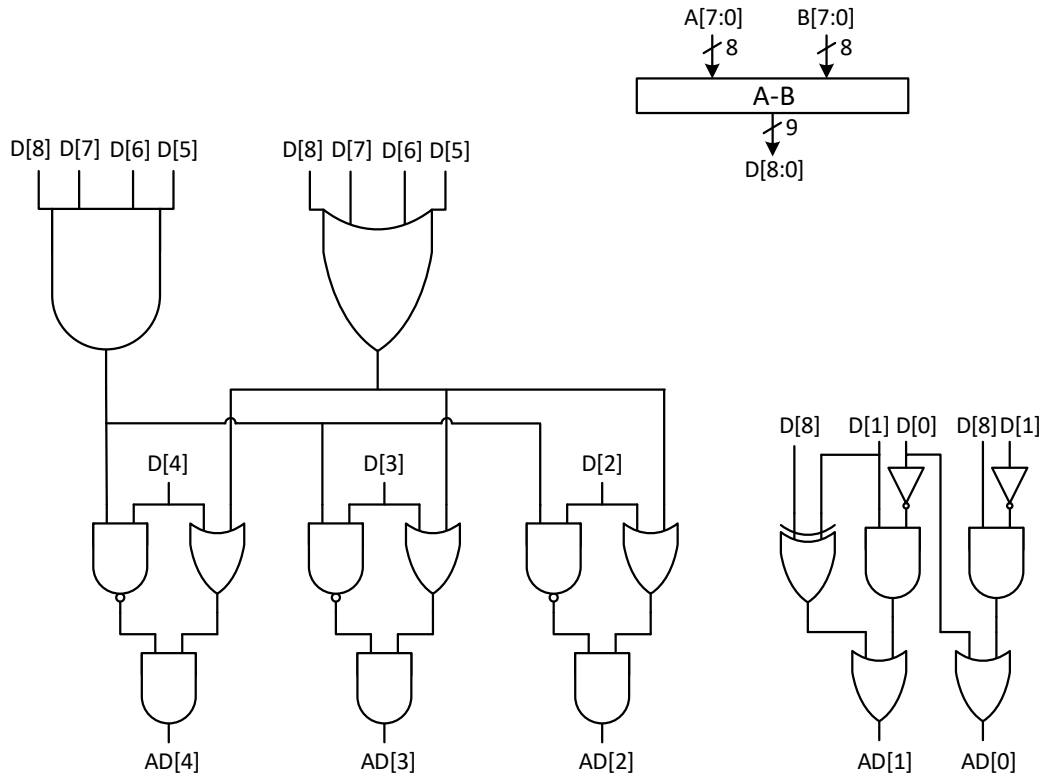 A[7:0] B[7:0]
8 8
A-B
9
D[8:0]
D[8] D[7] D[6] D[5] D[8] D[7] D[6] D[5]
D[8] D[1] D[0] D[8] D[1]
D[4] D[3] D[2]
AD[4] AD[3] AD[2] AD[1] AD[0]